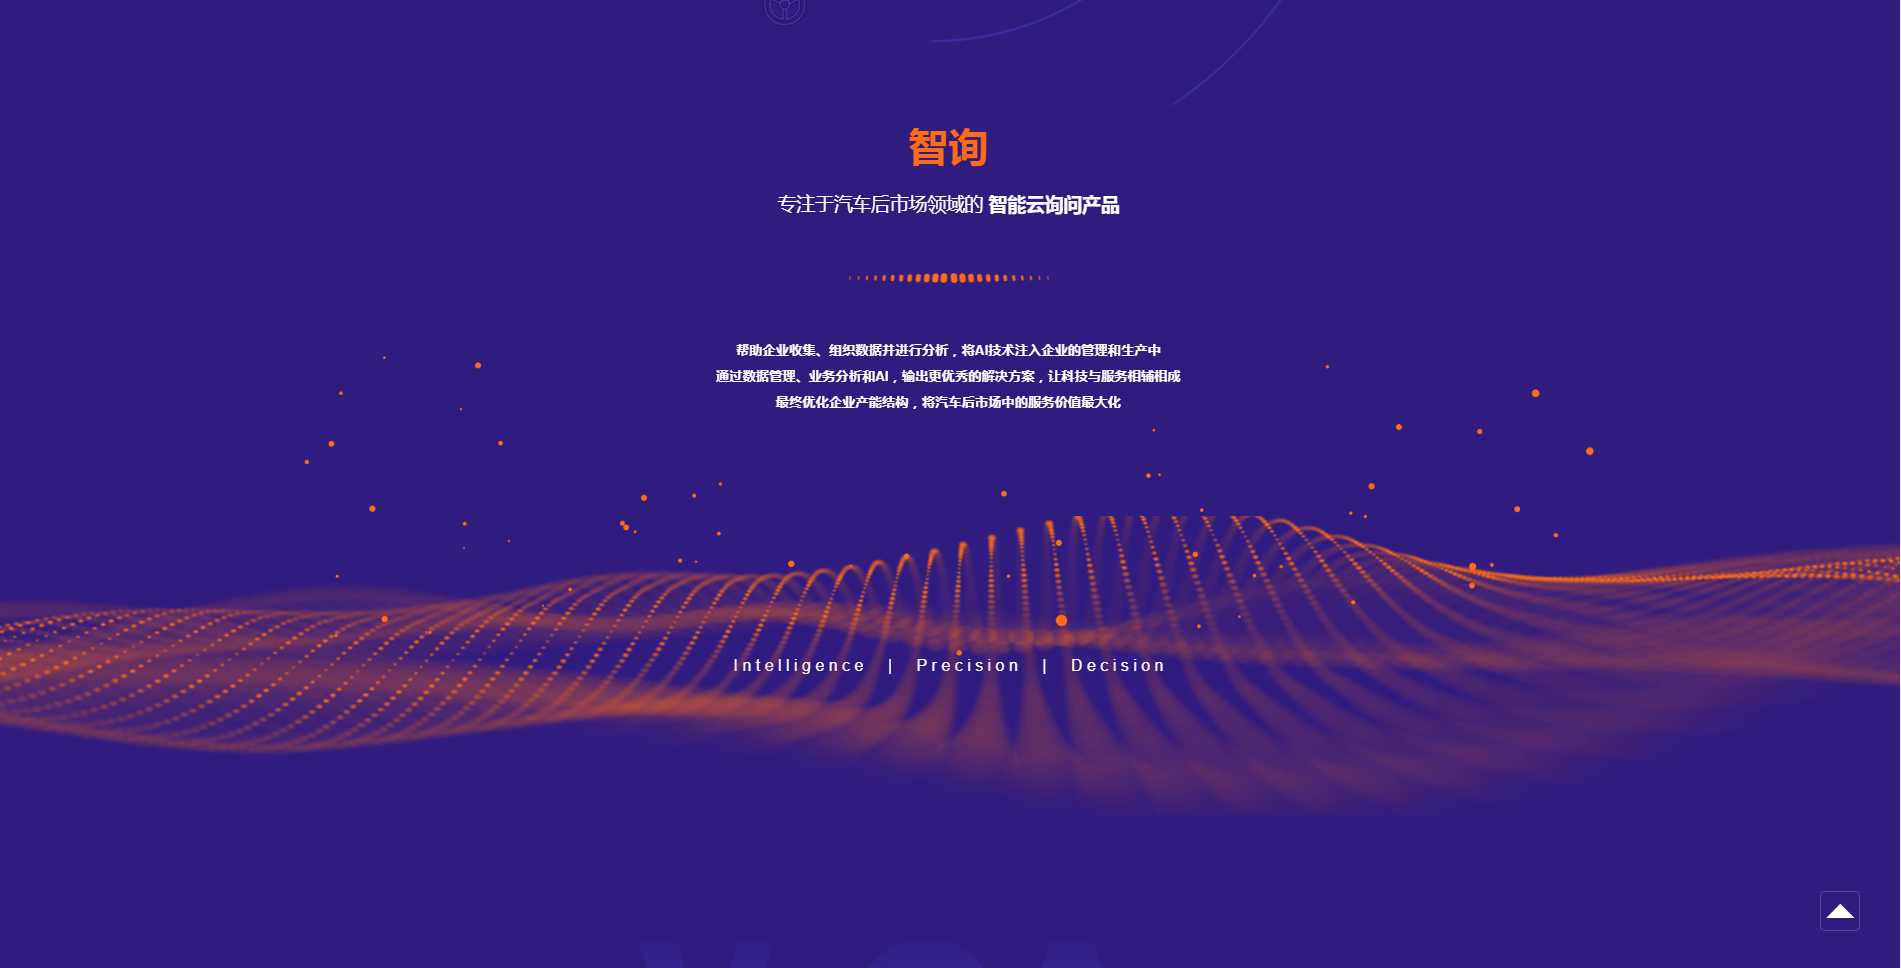 智询
专注于汽车后市场领域的 智能云询问产品
帮助企业收集、组织数据并进行分析，将AI技术注入企业的管理和生产中
通过数据管理、业务分析和AI，输出更优秀的解决方案，让科技与服务相辅相成
最终优化企业产能结构，将汽车后市场中的服务价值最大化
Intelligence | Precision | Decision